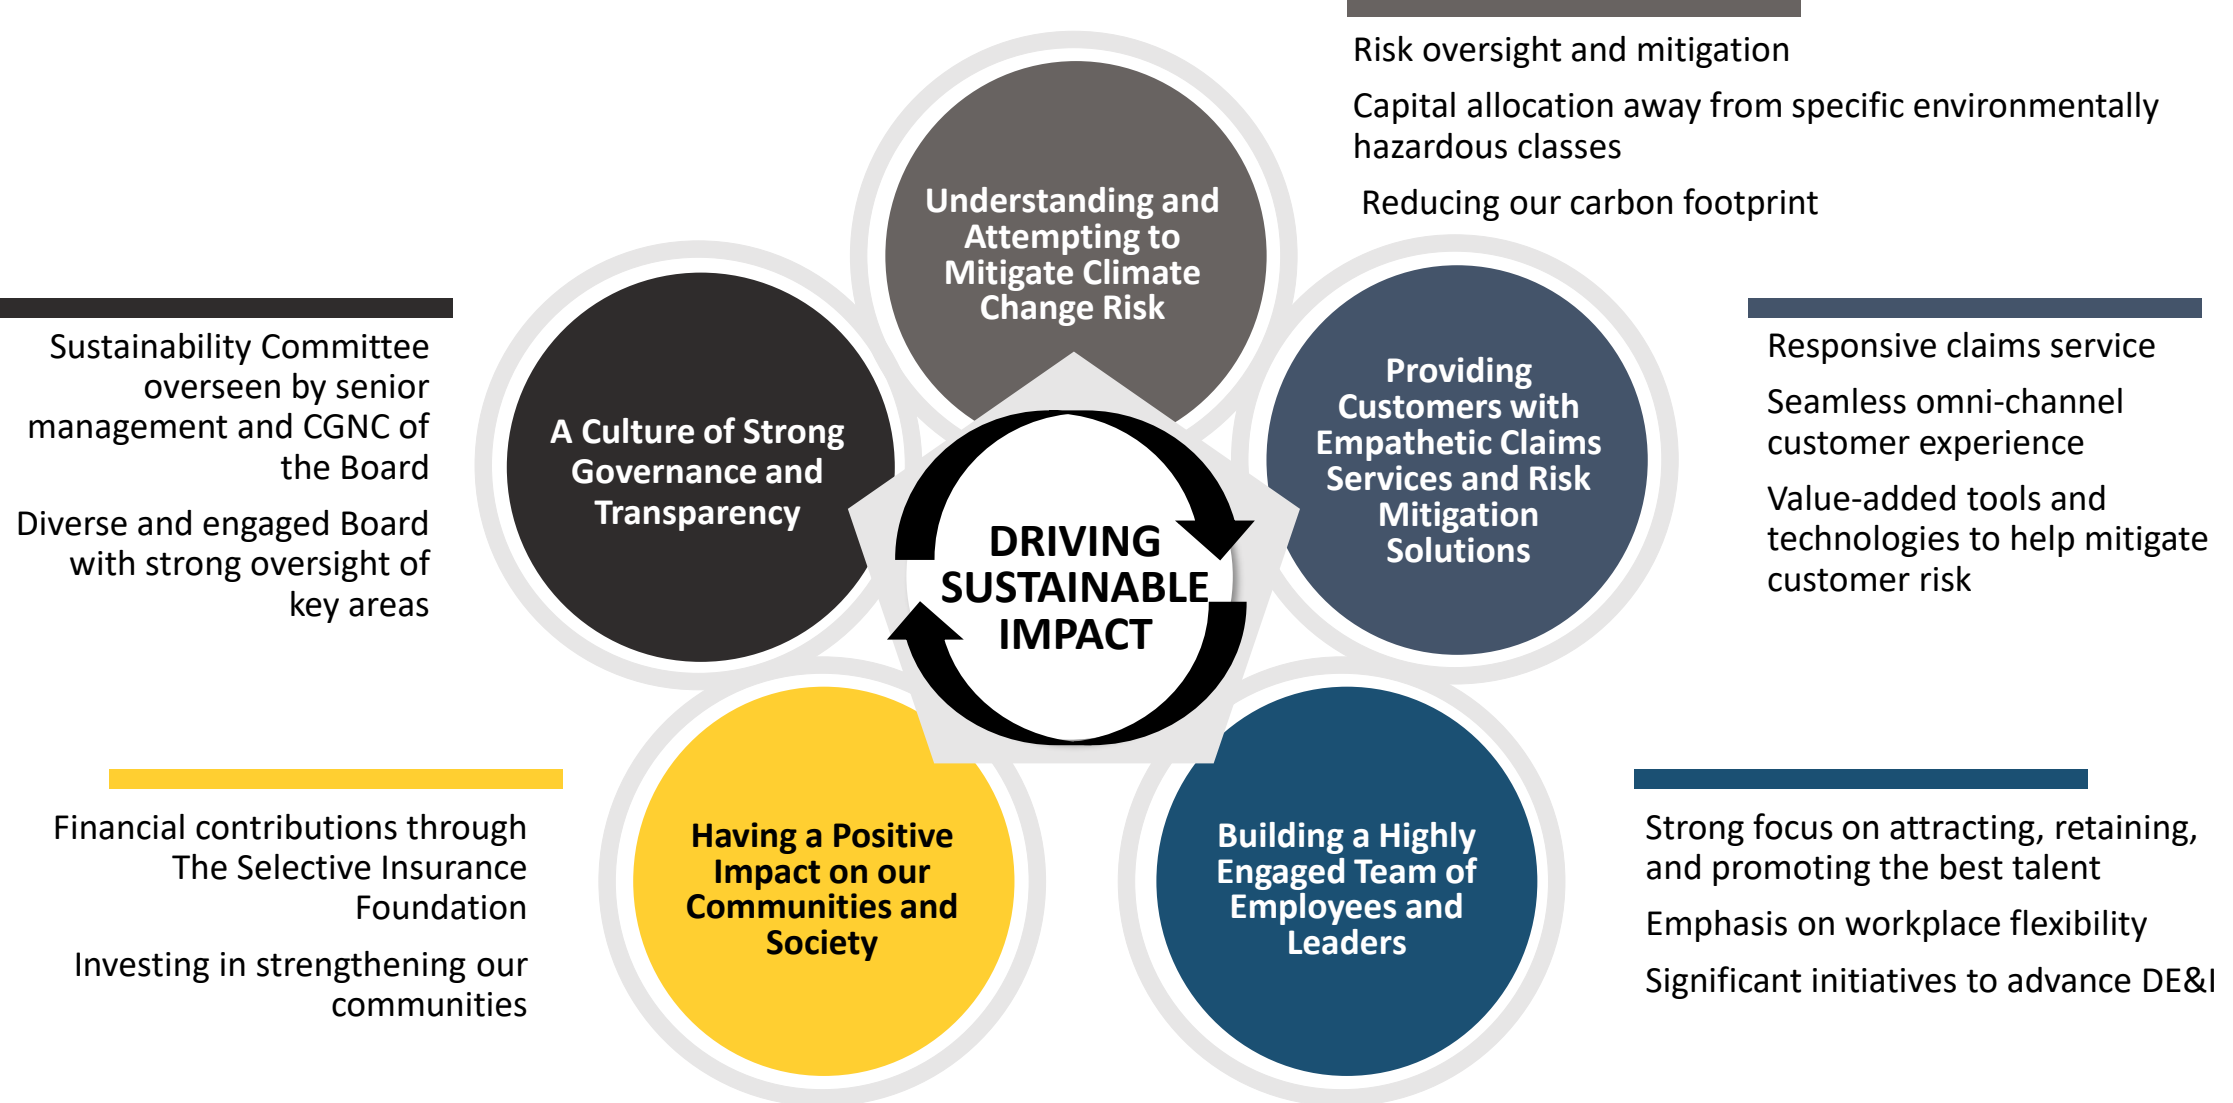 Risk oversight and mitigation
Capital allocation away from specific environmentally
hazardous classes
Reducing our carbon footprint
Understanding and
Attempting to
Mitigate Climate
Change Risk
Sustainability Committee
overseen by senior
management and CGNC of
the Board
Diverse and engaged Board
with strong oversight of
key areas
A Culture of Strong
Governance and
Transparency
Providing
Customers with
Empathetic Claims
Services and Risk
Mitigation
Solutions
Responsive claims service
Seamless omni-channel
customer experience
Value-added tools and
technologies to help mitigate
customer risk
DRIVING
SUSTAINABLE
IMPACT
Financial contributions through
The Selective Insurance
Foundation
Investing in strengthening our
communities
Having a Positive
Impact on our
Communities and
Society
Building a Highly
Engaged Team of
Employees and
Leaders
Strong focus on attracting, retaining,
and promoting the best talent
Emphasis on workplace flexibility
Significant initiatives to advance DE&I